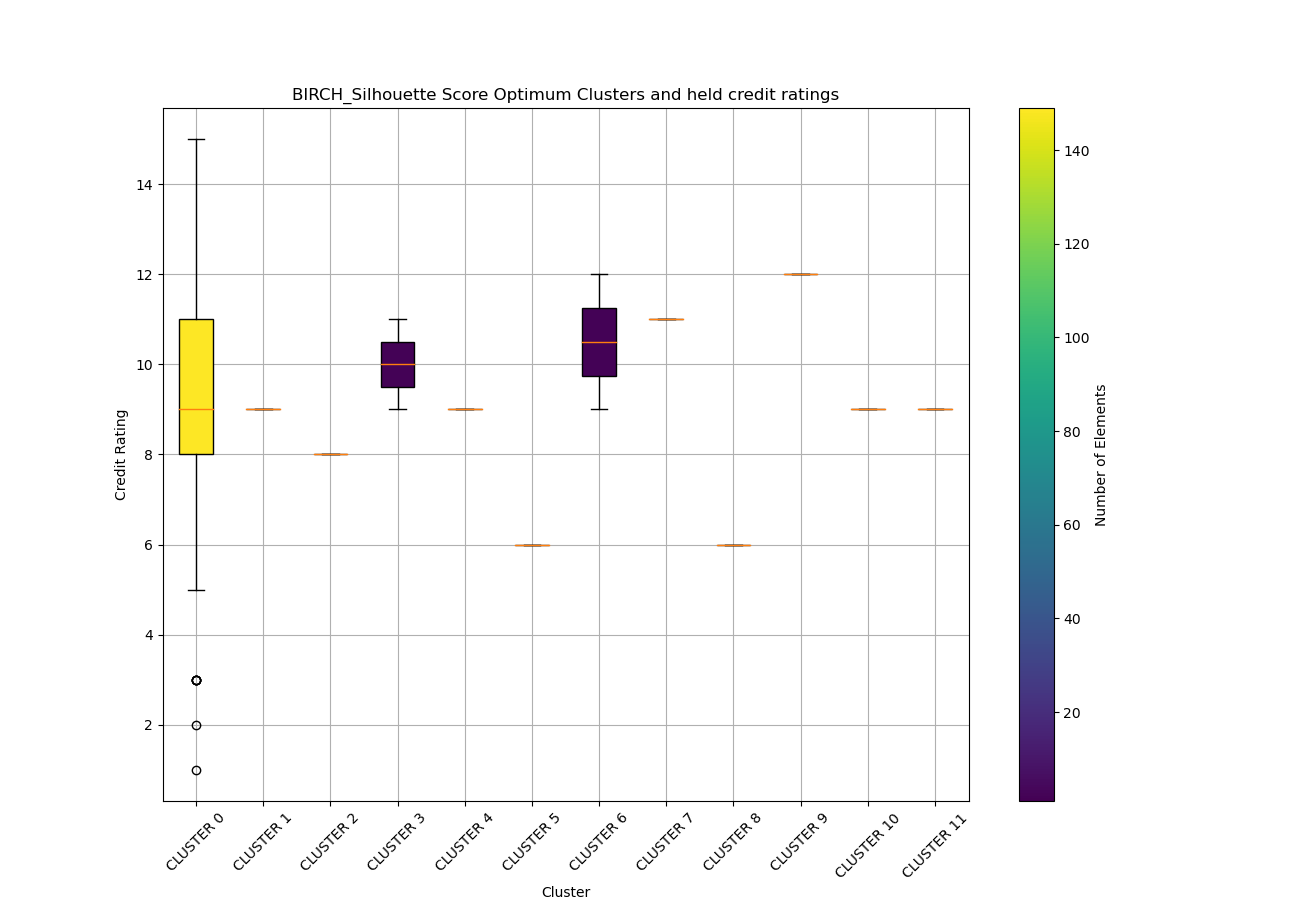 BIRCH_Silhouette Score Optimum Clusters and held credit ratings
Credit Rating
14
12
10
8
6
4
2
CLUSTER 0
CLUSTER 1
CLUSTER 2
CLUSTER 3
CLUSTER 4
CLUSTER 5
CLUSTER 6
CLUSTER 7
CLUSTER 8
CLUSTER 9
CLUSTER 10
CLUSTER 11
Cluster
140
120
100
80
60
40
20
Number of Elements